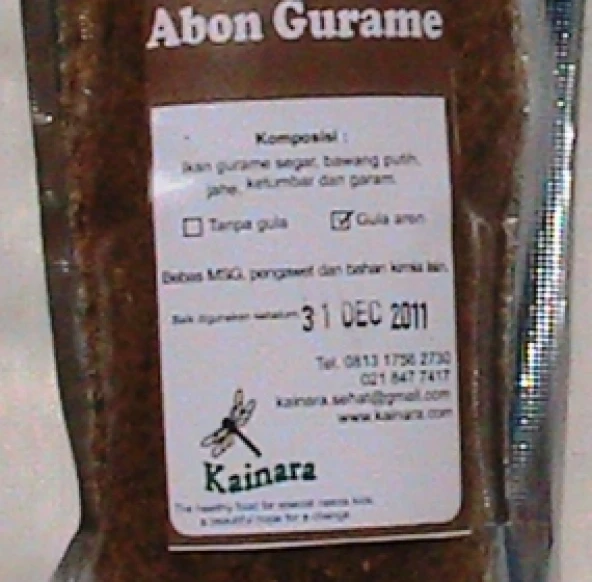 Abon Gurame
Komposisi :
Ikan gurame segar, bawang putih,
jahe, ketumbar dan garam.
Tanpa gula Gula aren
Bebas MSG, pengawet dan bahan kimia lain.
Baik digunakan sebelum 31 DEC 2011
Tel. 0813 1756 2730
021 847 7417
kainara.sehat@gmail.com
www.kainara.com
Kainara
The healthy food for special needs kids,
a beautiful hope for a change